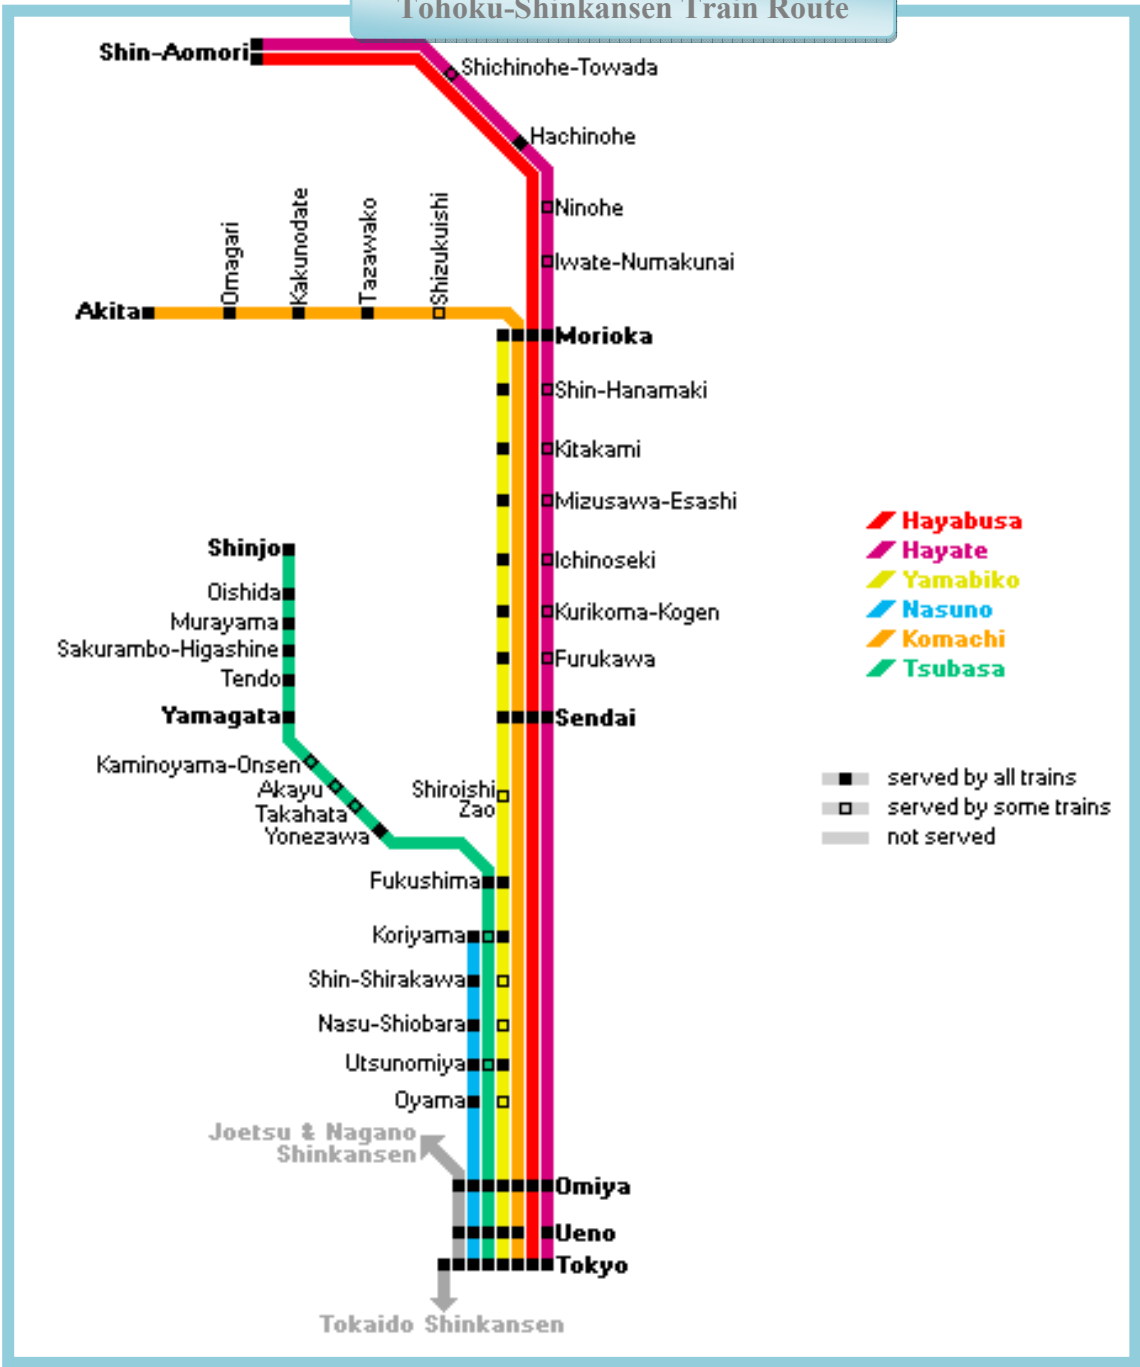 Tohoku-Shinkansen Train Route
Shin-Aomori
Shichinohe-Towada
Hachinohe
Ninohe
Iwate-Numakunai
Omagari
Kakunodate
Tazawako
Shizukuishi
Akita
Morioka
Shin-Hanamaki
Kitakami
Mizusawa-Esashi
Ichinoseki
Kurikoma-Kogen
Furukawa
Sendai
Hayabusa
Hayate
Yamabiko
Nasuno
Komachi
Tsubasa
Shinjo
Oishida
Murayama
Sakurambo-Higashine
Tendo
Yamagata
Kaminoyama-Onsen
Akayu
Takahata
Yonezawa
Shiroishi
Zao
served by all trains
served by some trains
not served
Fukushima
Koriyama
Shin-Shirakawa
Nasu-Shiobara
Utsunomiya
Oyama
Joetsu & Nagano
Shinkansen
Omiya
Ueno
Tokyo
Tokaido Shinkansen